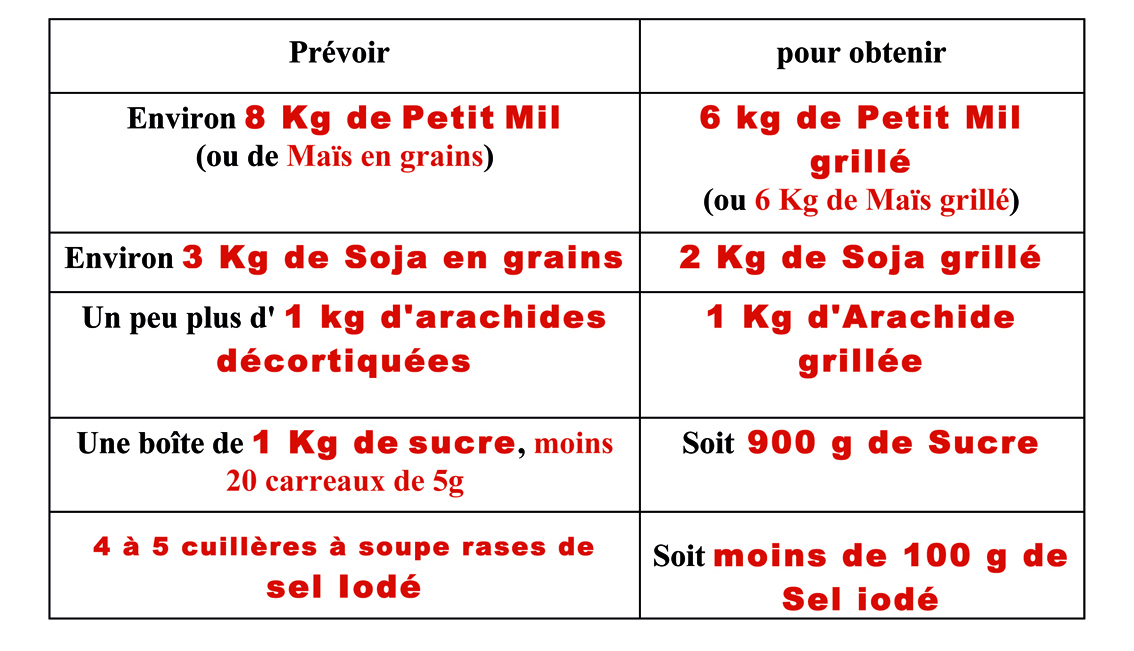 Prévoir
pour obtenir
Environ 8 Kg de Petit Mil
(ou de Maïs en grains)
6 kg de Petit Mil
grillé
(ou 6 Kg de Maïs grillé)
Environ 3 Kg de Soja en grains
2 Kg de Soja grillé
Un peu plus d' 1 kg d'arachides
décortiquées
1 Kg d'Arachide
grillée
Une boîte de 1 Kg de sucre, moins
20 carreaux de 5g
Soit 900 g de Sucre
4 à 5 cuillères à soupe rases de
sel Iodé
Soit moins de 100 g de
Sel iodé